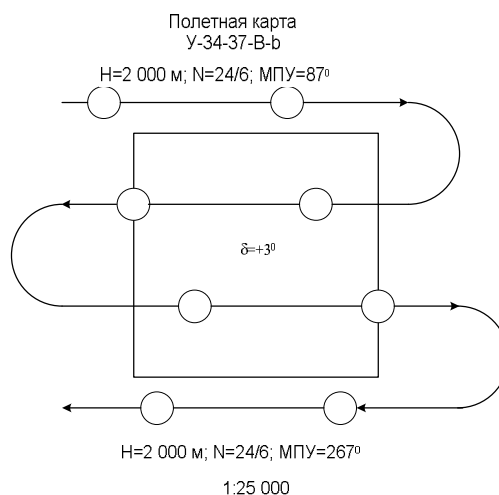 Полетная карта
У-34-37-В-b
Н=2 000 м; N=24/6; МПУ=87⁰
δ=+3⁰
Н=2 000 м; N=24/6; МПУ=267⁰
1:25 000